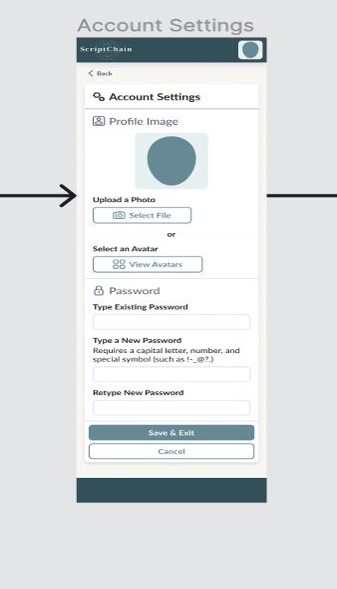 Account Settings
ScriptChain
Back
Account Settings
Profile Image
Upload a Photo
Select File
or
Select an Avatar
View Avatars
Password
Type Existing Password
Type a New Password
Requires a capital letter, number, and
special symbol (such as !-_@?.)
Retype New Password
Save & Exit
Cancel